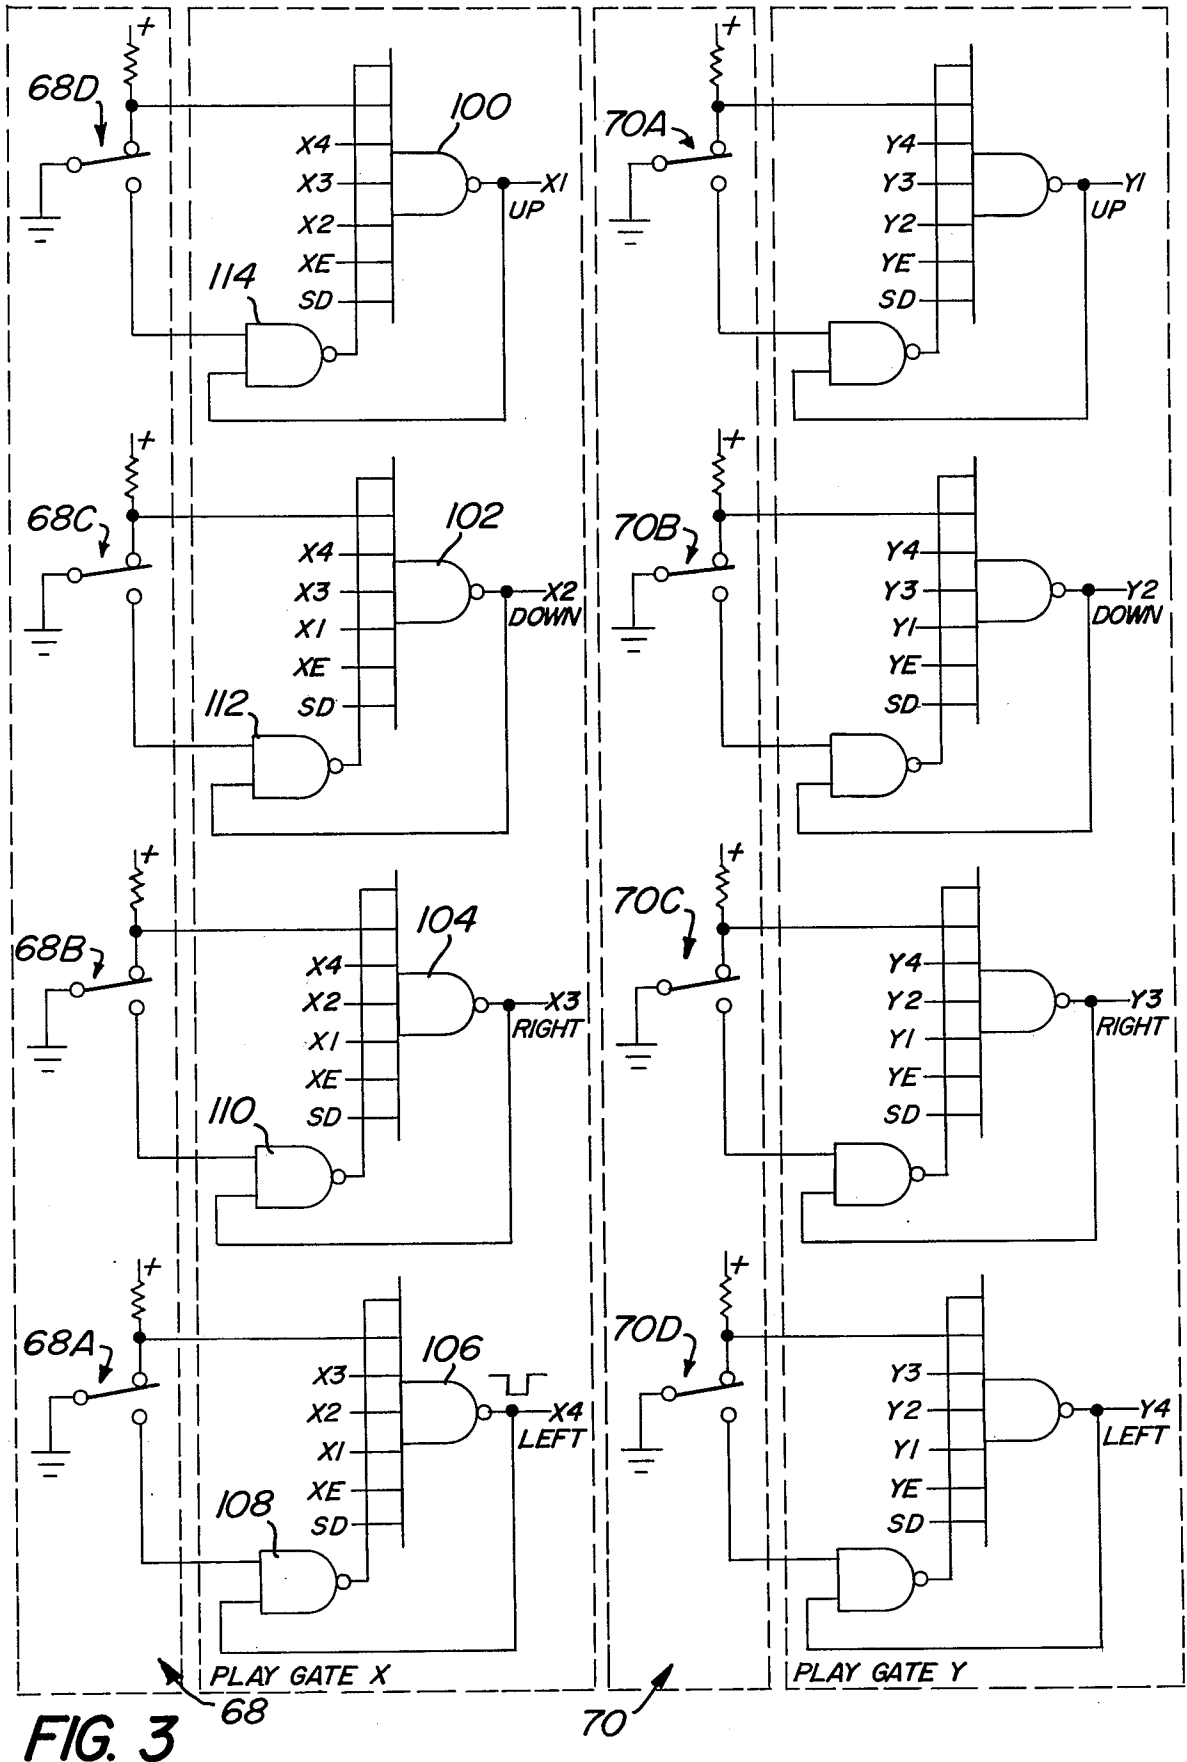 +
68D
100
X4
X3
X2
XE
SD
X1
UP
114
+
68C
102
X4
X3
X1
XE
SD
X2
DOWN
112
+
68B
104
X4
X2
X1
XE
SD
X3
RIGHT
110
+
68A
106
X3
X2
X1
XE
SD
X4
LEFT
108
PLAY GATE X
68
+
70A
Y4
Y3
Y2
YE
SD
Y1
UP
+
70B
Y4
Y3
Y1
YE
SD
Y2
DOWN
+
70C
Y4
Y2
Y1
YE
SD
Y3
RIGHT
+
70D
Y3
Y2
Y1
YE
SD
Y4
LEFT
PLAY GATE Y
70
FIG. 3